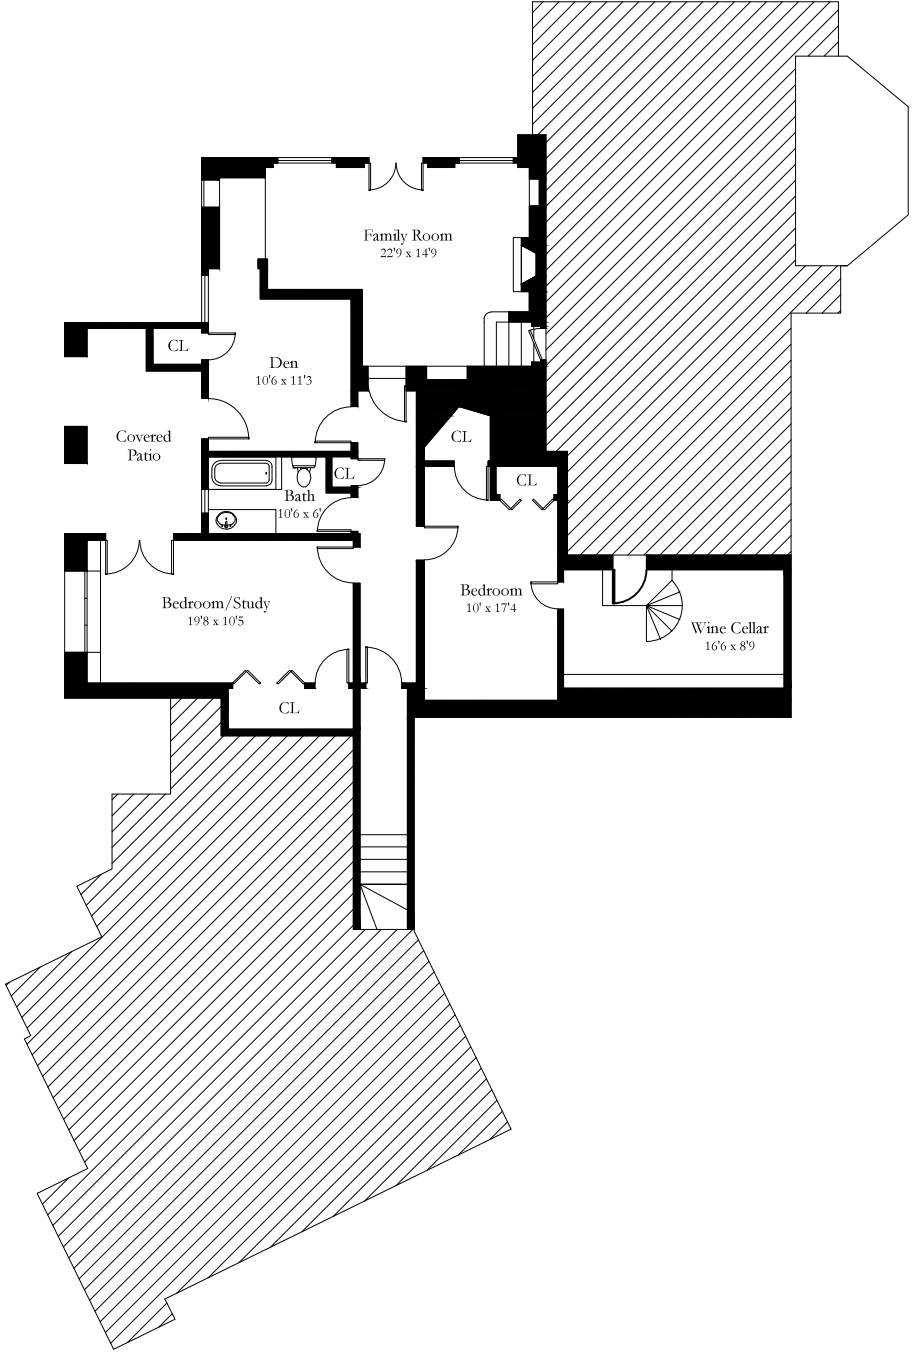 Family Room
22'9 x 14'9
CL
Den
10'6 x 11'3
Covered
Patio
CL
CL
CL
Bath
10'6 x 6'
Bedroom/Study
19'8 x 10'5
Bedroom
10' x 17'4
Wine Cellar
16'6 x 8'9
CL